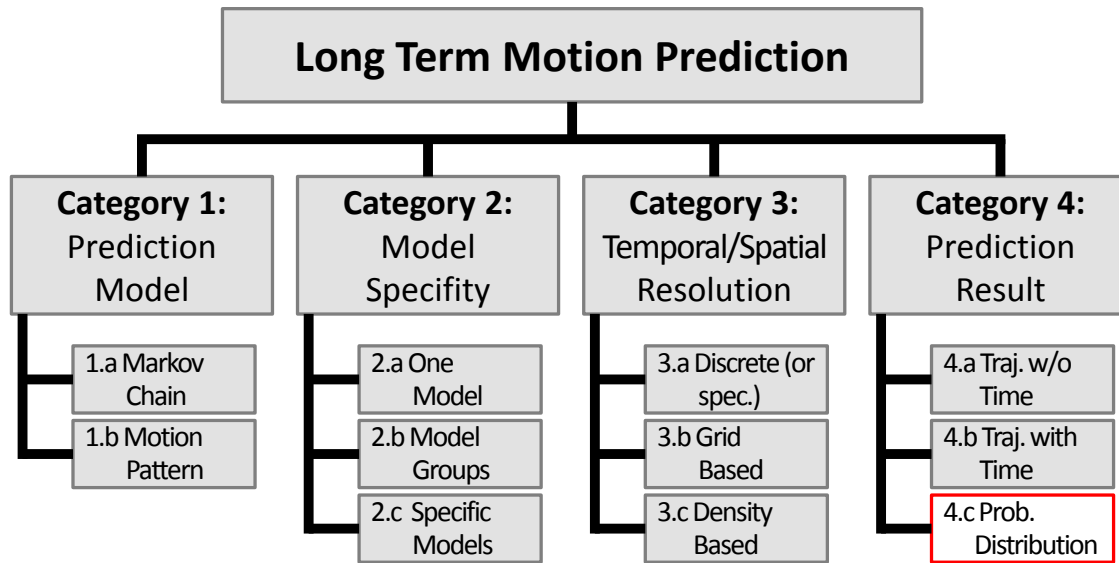 Long Term Motion Prediction
Category 1:
Prediction
Model
Category 2:
Model
Specifity
Category 3:
Temporal/Spatial
Resolution
Category 4:
Prediction
Result
1.a Markov
Chain
1.b Motion
Pattern
2.a One
Model
2.b Model
Groups
2.c Specific
Models
3.a Discrete (or
spec.)
3.b Grid
Based
3.c Density
Based
4.a Traj. w/o
Time
4.b Traj. with
Time
4.c Prob.
Distribution